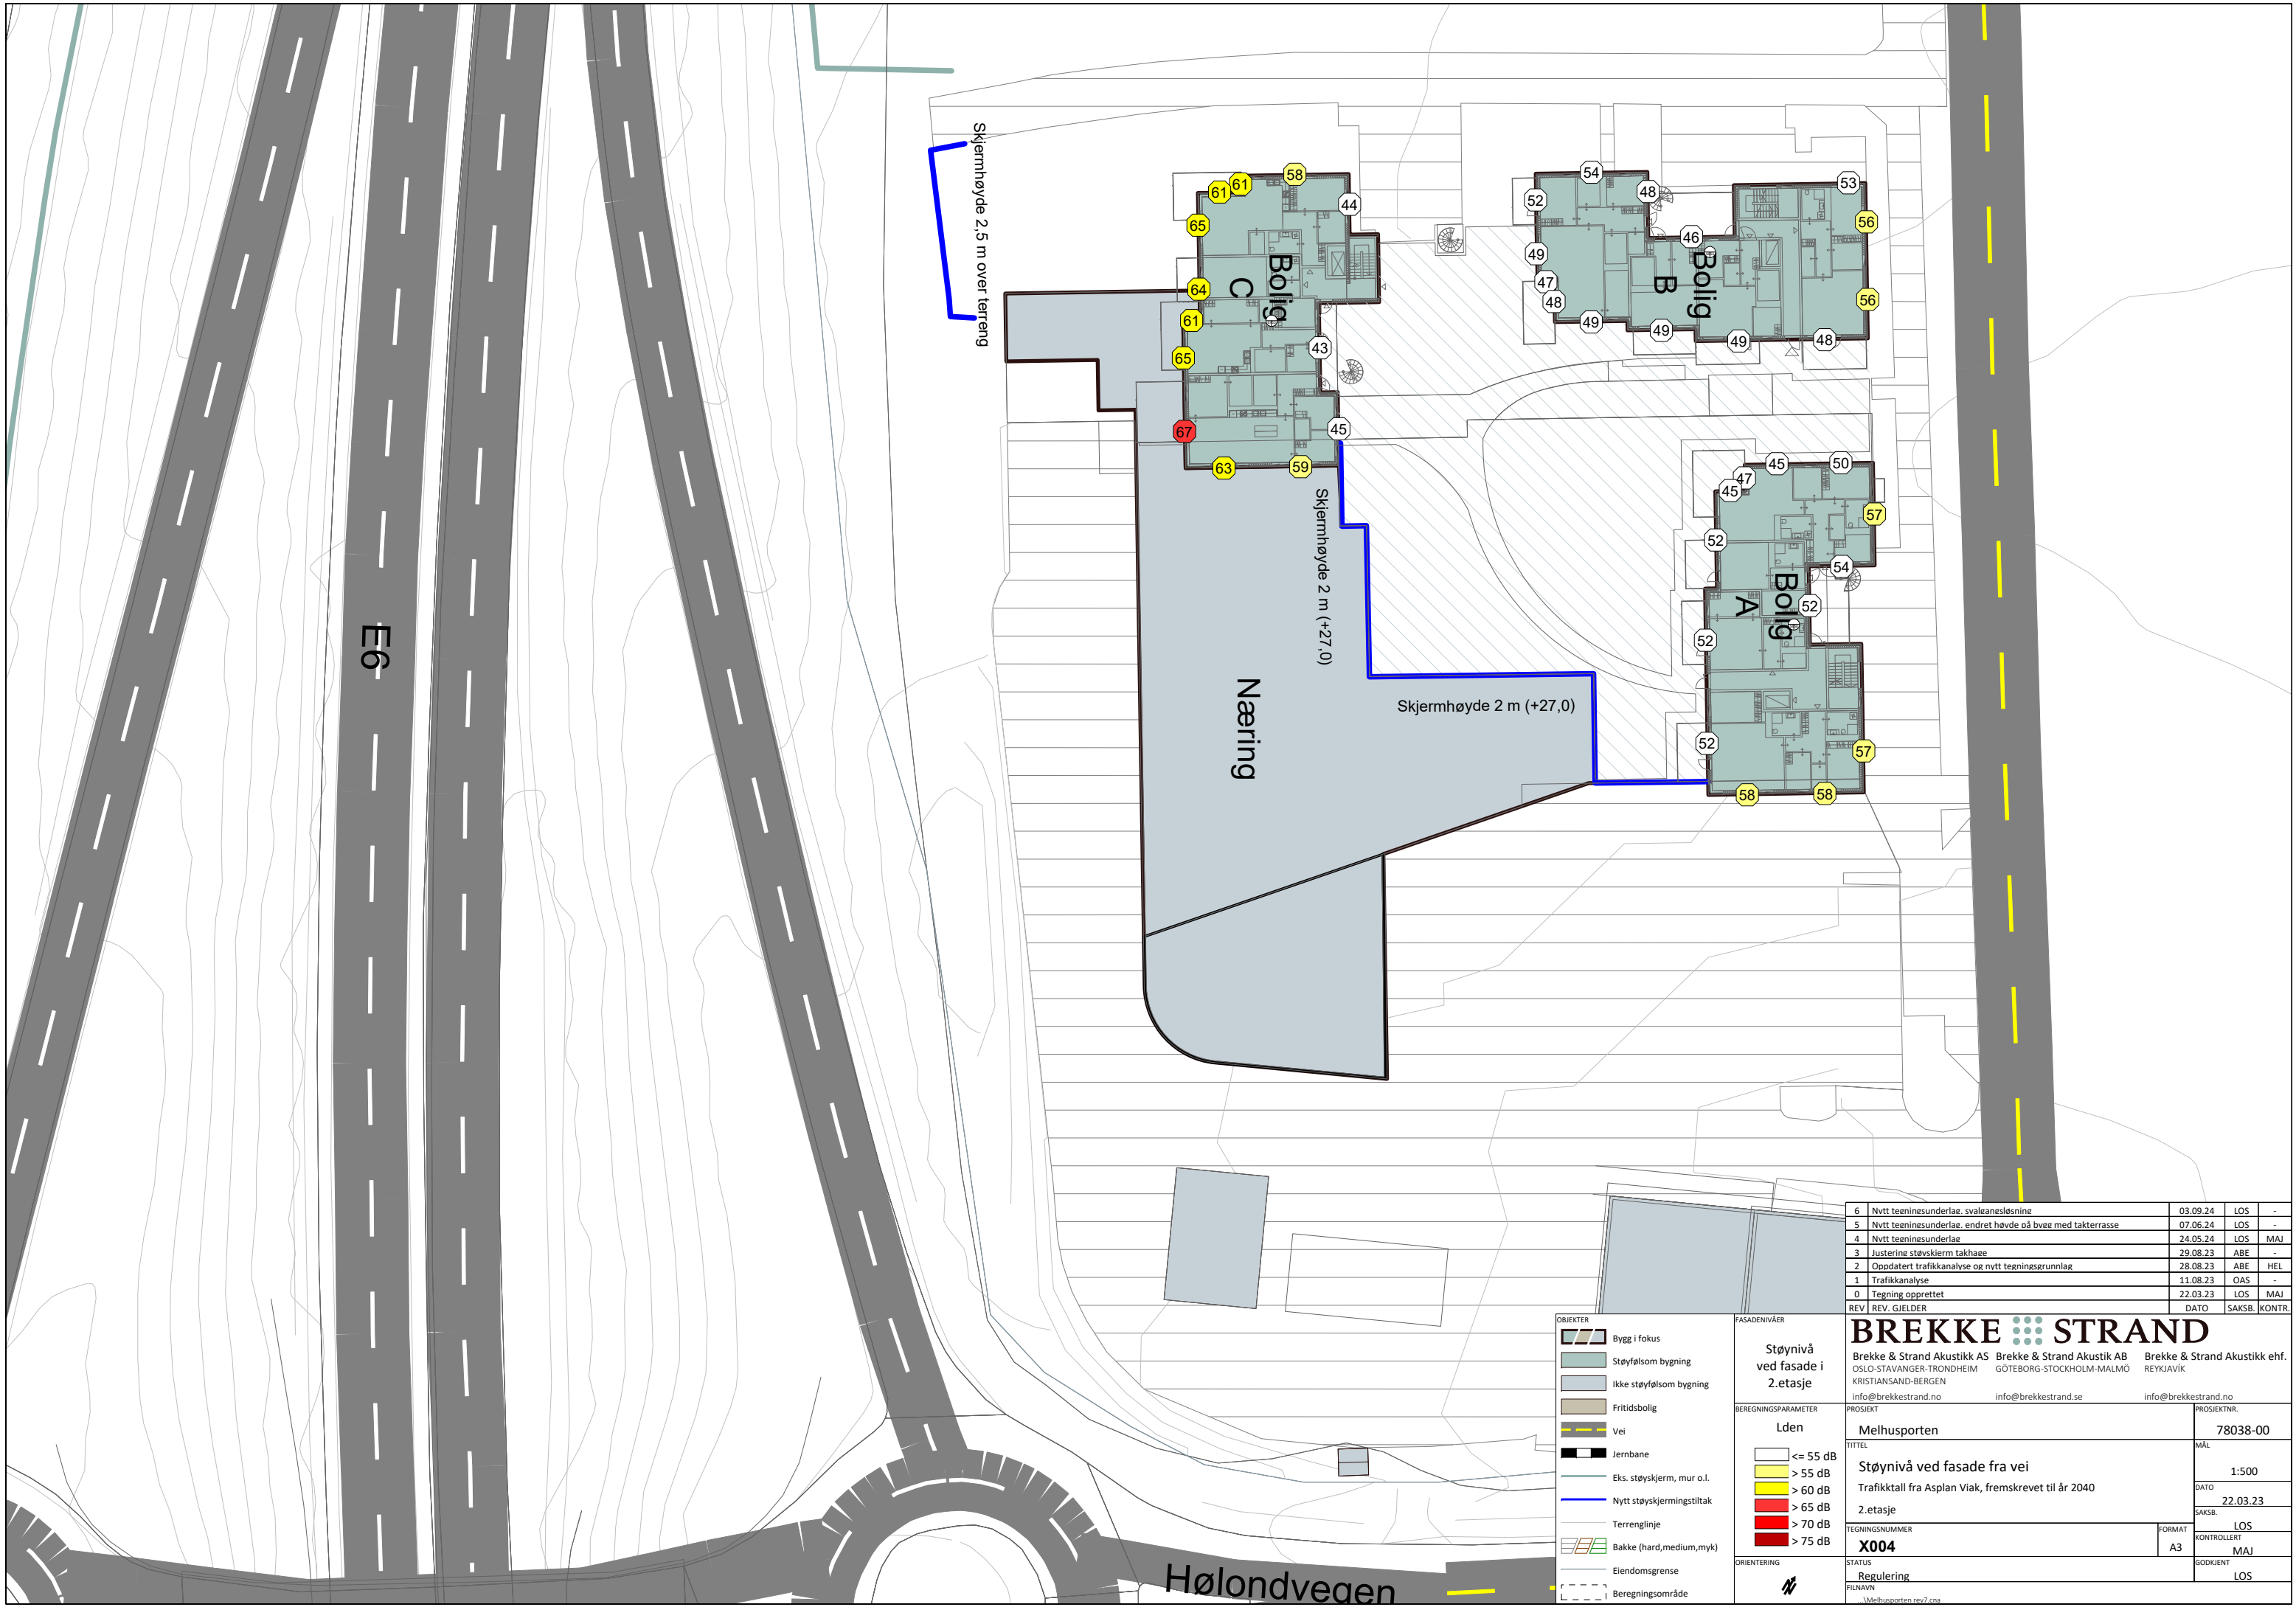 Skjermhøyde 2,5 m over terreng
61
61
58
44
65
64
61
65
43
67
45
63
59
Bolig
C
54
52
48
53
56
46
49
47
48
56
49
49
49
48
Bolig
B
45
50
47
45
57
52
54
52
52
52
57
58
58
Bolig
A
Skjermhøyde 2 m (+27,0)
Skjermhøyde 2 m (+27,0)
Næring
E6
Hølondvegen
6 Nytt tegningsunderlag, svalgangsløsning 03.09.24 LOS -
5 Nytt tegningsunderlag, endret høyde på bygg med takterrasse 07.06.24 LOS -
4 Nytt tegningsunderlag 24.05.24 LOS MAJ
3 Justering støyskjerm takhage 29.08.23 ABE -
2 Oppdatert trafikkanalyse og nytt tegningsgrunnlag 28.08.23 ABE HEL
1 Trafikkanalyse 11.08.23 OAS -
0 Tegning opprettet 22.03.23 LOS MAJ
REV REV. GJELDER DATO SAKSB. KONTR.
OBJEKTER
Bygg i fokus
Støyfølsom bygning
Ikke støyfølsom bygning
Fritidsbolig
Vei
Jernbane
Eks. støyskjerm, mur o.l.
Nytt støyskjermingstiltak
Terrenglinje
Bakke (hard,medium,myk)
Eiendomsgrense
Beregningsområde
FASADENIVÅER
Støynivå
ved fasade i
2.etasje
BEREGNINGSPARAMETER
Lden
<= 55 dB
> 55 dB
> 60 dB
> 65 dB
> 70 dB
> 75 dB
ORIENTERING
BREKKE STRAND
Brekke & Strand Akustikk AS Brekke & Strand Akustik AB Brekke & Strand Akustikk ehf.
OSLO-STAVANGER-TRONDHEIM GÖTEBORG-STOCKHOLM-MALMÖ REYKJAVÍK
KRISTIANSAND-BERGEN
info@brekkestrand.no info@brekkestrand.se info@brekkestrand.no
PROSJEKT
Melhusporten
PROSJEKTNR.
78038-00
TITTEL
Støynivå ved fasade fra vei
Trafikktall fra Asplan Viak, fremskrevet til år 2040
2.etasje
MÅL
1:500
DATO
22.03.23
SAKSB.
LOS
TEGNINGSNUMMER
X004
FORMAT
A3
KONTROLLERT
MAJ
STATUS
Regulering
GODKJENT
LOS
FILNAVN
...\Melhusporten rev7.cna